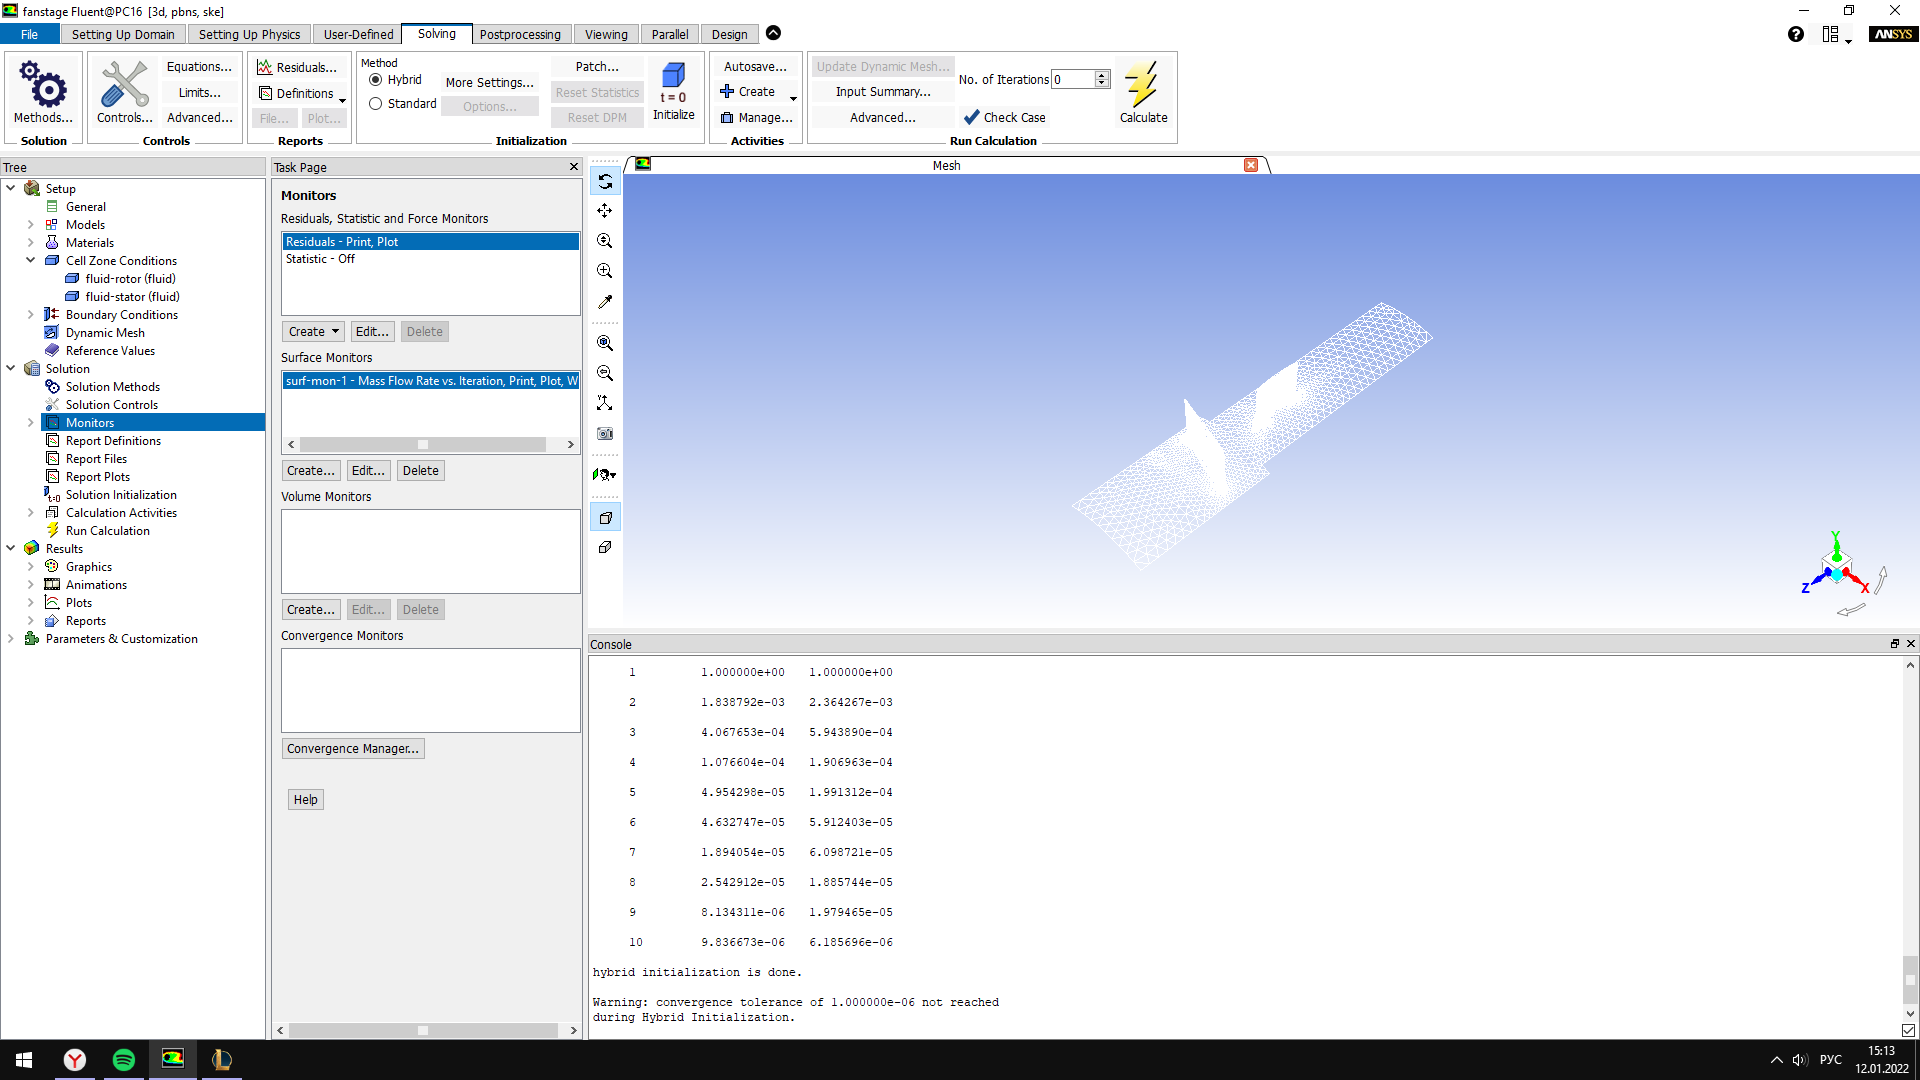 fanstage Fluent@PC16 [3d, pbns, ske]
File
Setting Up Domain
Setting Up Physics
User-Defined
Solving
Postprocessing
Viewing
Parallel
Design
ANSYS
Methods...
Solution
Controls...
Equations...
Limits...
Advanced...
Controls
Residuals...
Definitions
File...
Plot...
Reports
Method
Hybrid
Standard
More Settings...
Options...
Patch...
Reset Statistics
Reset DPM
t = 0
Initialize
Initialization
Autosave...
Create
Manage...
Activities
Update Dynamic Mesh...
Input Summary...
Advanced...
No. of Iterations 0
Check Case
Calculate
Run Calculation
Tree
Setup
General
Models
Materials
Cell Zone Conditions
fluid-rotor (fluid)
fluid-stator (fluid)
Boundary Conditions
Dynamic Mesh
Reference Values
Solution
Solution Methods
Solution Controls
Monitors
Report Definitions
Report Files
Report Plots
Solution Initialization
Calculation Activities
Run Calculation
Results
Graphics
Animations
Plots
Reports
Parameters & Customization
Task Page
Monitors
Residuals, Statistic and Force Monitors
Residuals - Print, Plot
Statistic - Off
Create
Edit...
Delete
Surface Monitors
surf-mon-1 - Mass Flow Rate vs. Iteration, Print, Plot, W
Create...
Edit...
Delete
Volume Monitors
Create...
Edit...
Delete
Convergence Monitors
Convergence Manager...
Help
Mesh
Y
Z
X
Console
1 1.000000e+00 1.000000e+00
2 1.838792e-03 2.364267e-03
3 4.067653e-04 5.943890e-04
4 1.076604e-04 1.906963e-04
5 4.954298e-05 1.991312e-04
6 4.632747e-05 5.912403e-05
7 1.894054e-05 6.098721e-05
8 2.542912e-05 1.885744e-05
9 8.134311e-06 1.979465e-05
10 9.836673e-06 6.185696e-06
hybrid initialization is done.
Warning: convergence tolerance of 1.000000e-06 not reached
during Hybrid Initialization.
РУС
15:13
12.01.2022